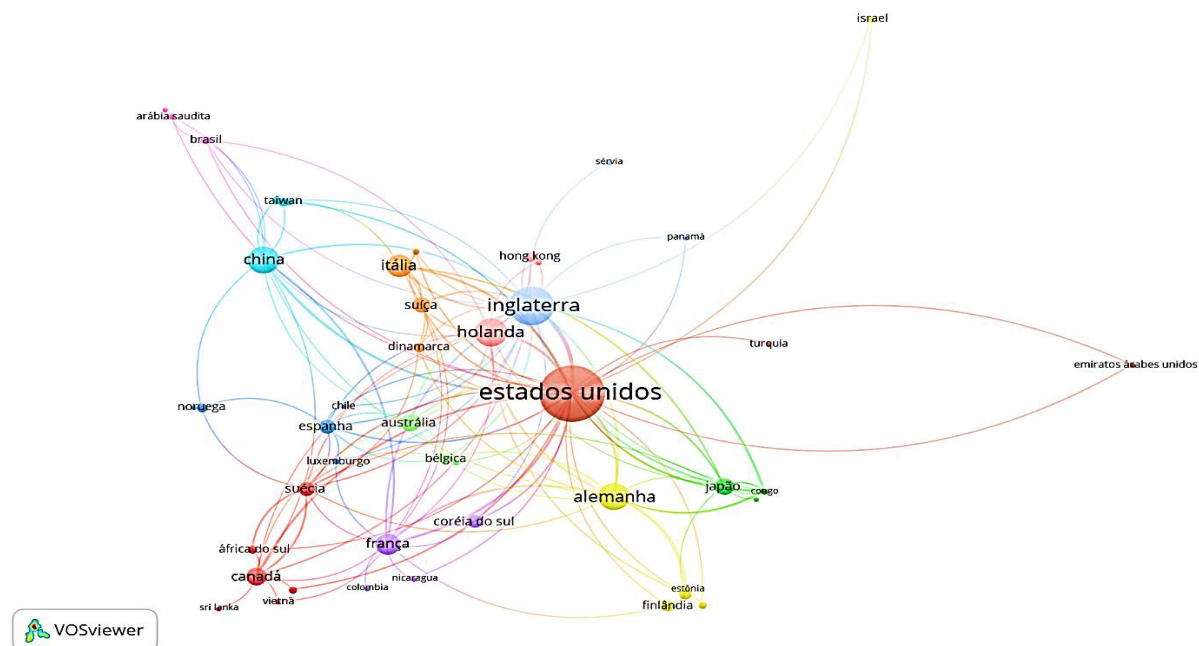 israel
arábia saudita
brasil
sérvia
taiwan
panamá
china
itália
hong kong
suíça
inglaterra
holanda
dinamarca
turquia
emiratos árabes unidos
estados unidos
noruega
chile
espanha
austrália
luxemburgo
bélgica
suécia
japão
congo
alemanha
coréia do sul
frança
áfrica do sul
canadá
nicaragua
colombia
estônia
finlândia
sri lanka
vietnã
VOSviewer